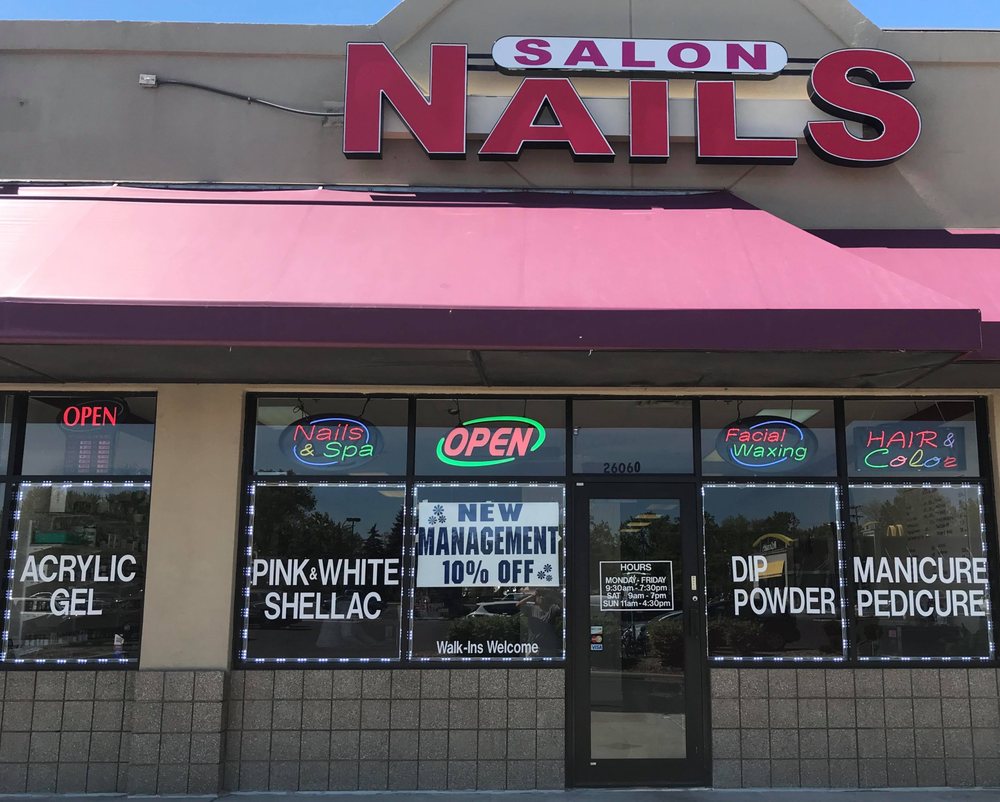 SALON
NAILS
OPEN
Nails
& Spa
OPEN
26060
Facial
Waxing
HAIR &
Color
ACRYLIC
GEL
PINK&WHITE
SHELLAC
NEW
MANAGEMENT
10% OFF
Walk-Ins Welcome
HOURS
MONDAY - FRIDAY
9:30am - 7:30pm
SAT 9am - 7pm
SUN 11am - 4:30pm
VISA
DIP
POWDER
MANICURE
PEDICURE